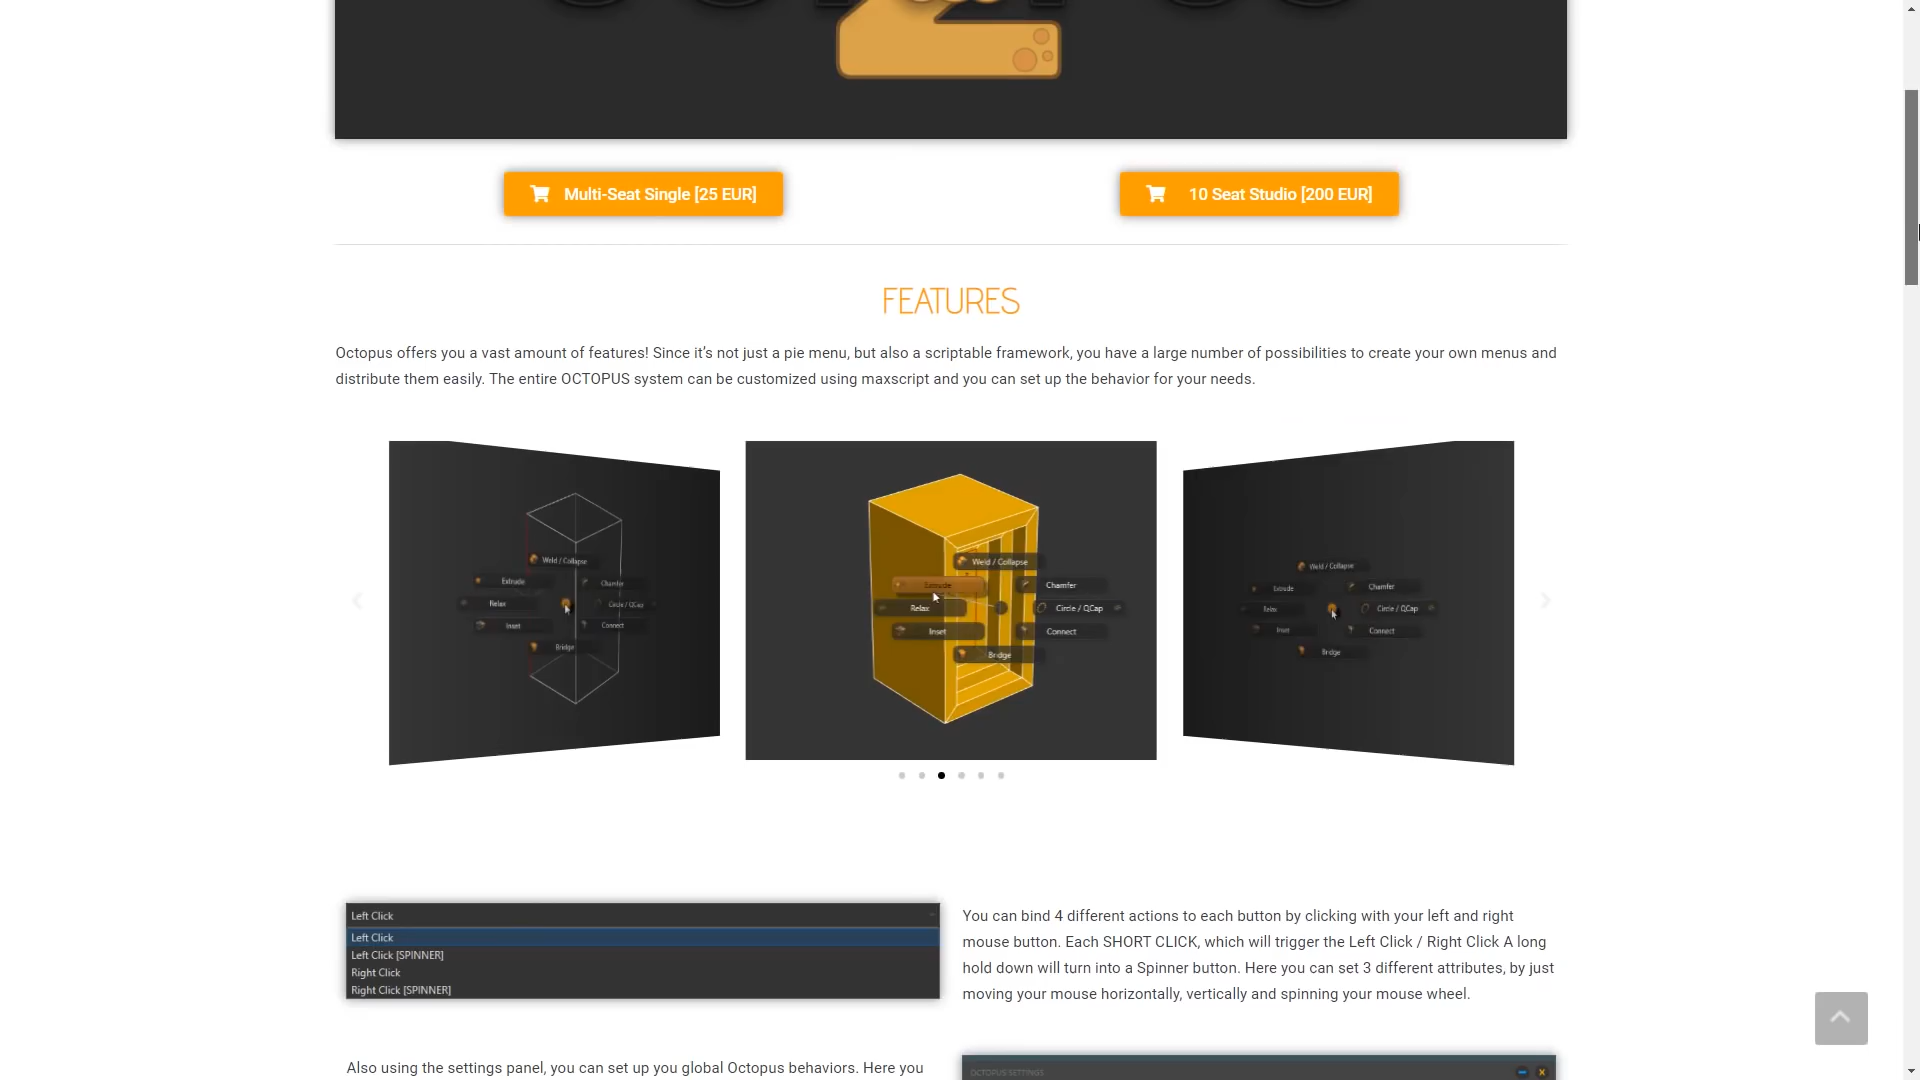 Multi-Seat Single [25 EUR]
10 Seat Studio [200 EUR]
FEATURES
Octopus offers you a vast amount of features! Since it’s not just a pie menu, but also a scriptable framework, you have a large number of possibilities to create your own menus and
distribute them easily. The entire OCTOPUS system can be customized using maxscript and you can set up the behavior for your needs.
Weld / Collapse
Extrude
Chamfer
Relax
Circle / QCap
Inset
Connect
Bridge
Weld / Collapse
Extrude
Chamfer
Relax
Circle / QCap
Inset
Connect
Bridge
Weld / Collapse
Extrude
Chamfer
Relax
Circle / QCap
Inset
Connect
Bridge
Left Click
Left Click
Left Click [SPINNER]
Right Click
Right Click [SPINNER]
You can bind 4 different actions to each button by clicking with your left and right
mouse button. Each SHORT CLICK, which will trigger the Left Click / Right Click A long
hold down will turn into a Spinner button. Here you can set 3 different attributes, by just
moving your mouse horizontally, vertically and spinning your mouse wheel.
Also using the settings panel, you can set up you global Octopus behaviors. Here you
OCTOPUS SETTINGS